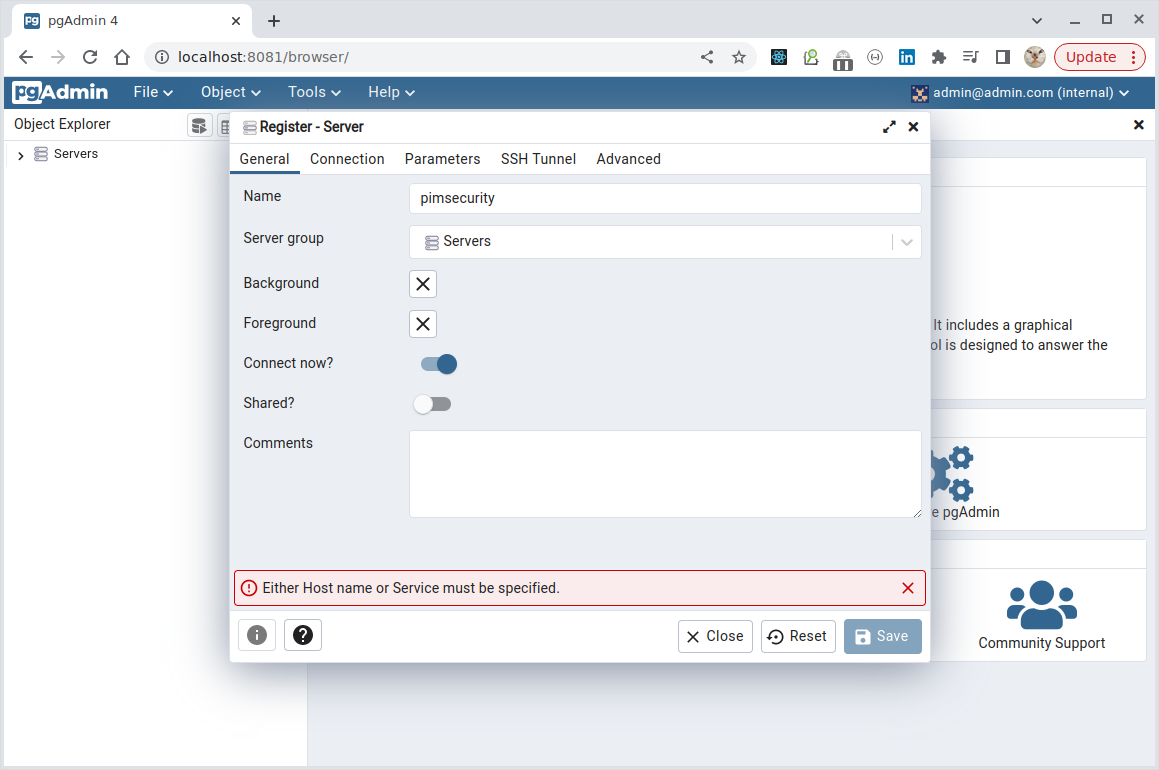 pgAdmin 4
localhost:8081/browser/
Update
pgAdmin File Object Tools Help admin@admin.com (internal)
Object Explorer
Servers
Register - Server
General Connection Parameters SSH Tunnel Advanced
Name pimsecurity
Server group Servers
Background
Foreground
Connect now?
Shared?
Comments
Either Host name or Service must be specified.
Close Reset Save
It includes a graphical
is designed to answer the
pgAdmin
Community Support